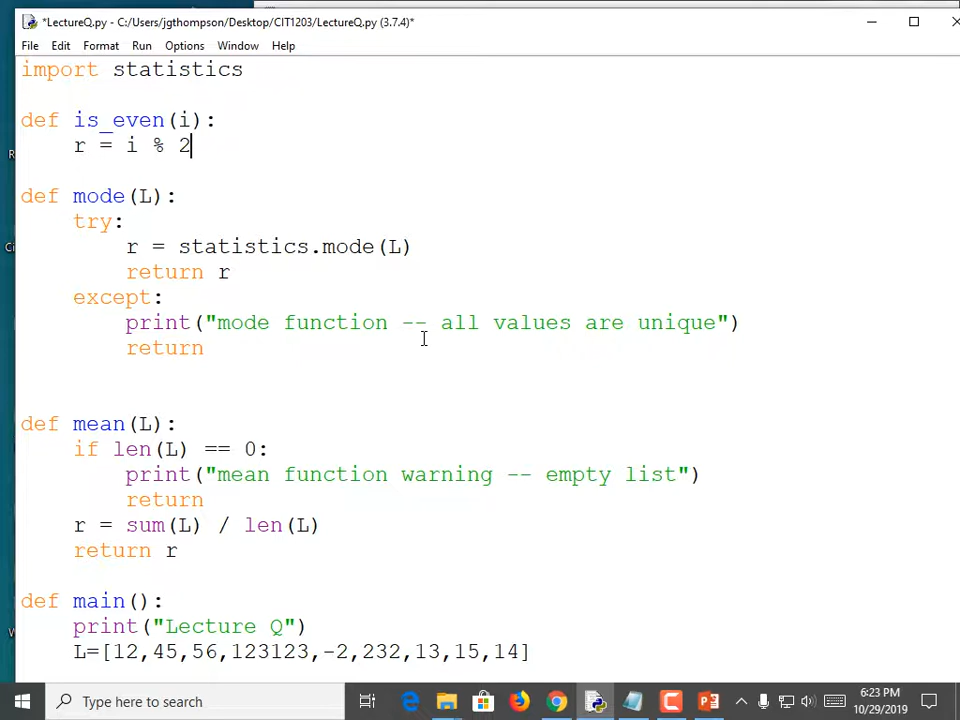 *LectureQ.py - C:/Users/jgthompson/Desktop/CIT1203/LectureQ.py (3.7.4)*
File Edit Format Run Options Window Help
import statistics
def is_even(i):
    r = i % 2
def mode(L):
    try:
        r = statistics.mode(L)
        return r
    except:
        print("mode function -- all values are unique")
        return
def mean(L):
    if len(L) == 0:
        print("mean function warning -- empty list")
        return
    r = sum(L) / len(L)
    return r
def main():
    print("Lecture Q")
    L=[12,45,56,123123,-2,232,13,15,14]
Type here to search
6:23 PM
10/29/2019